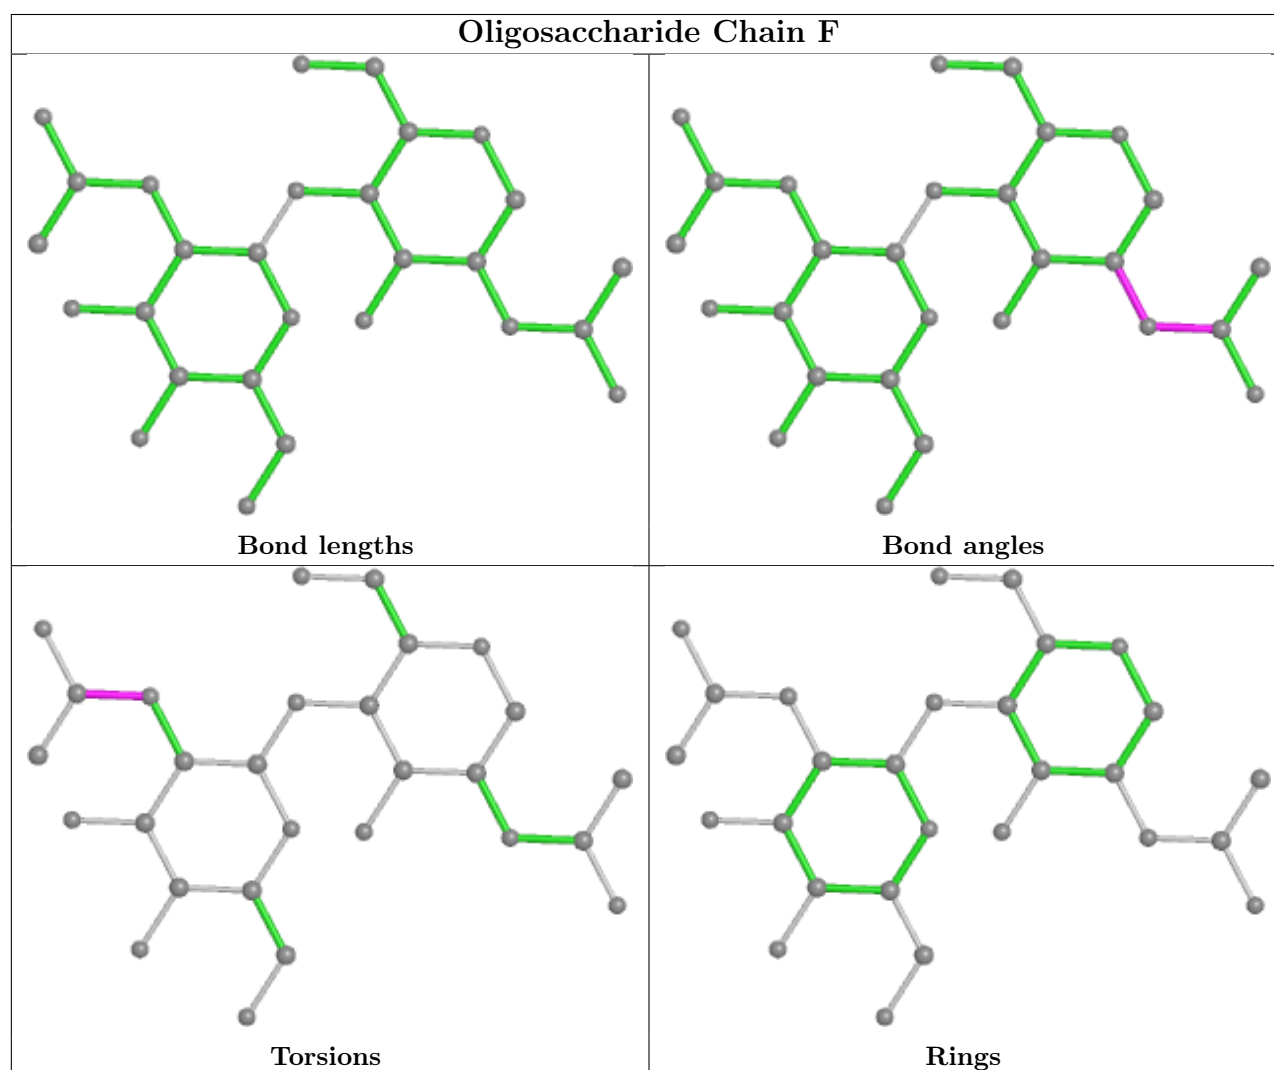 Oligosaccharide Chain F
Bond lengths
Bond angles
Torsions
Rings